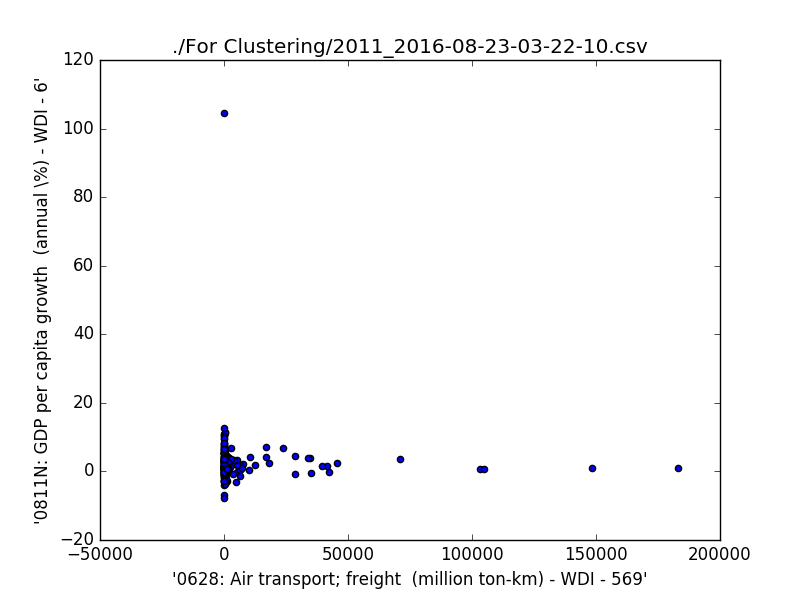 ./For Clustering/2011_2016-08-23-03-22-10.csv
120
100
80
60
40
20
0
−20
'0811N: GDP per capita growth  (annual \%) - WDI - 6'
−50000 0 50000 100000 150000 200000
'0628: Air transport; freight  (million ton-km) - WDI - 569'